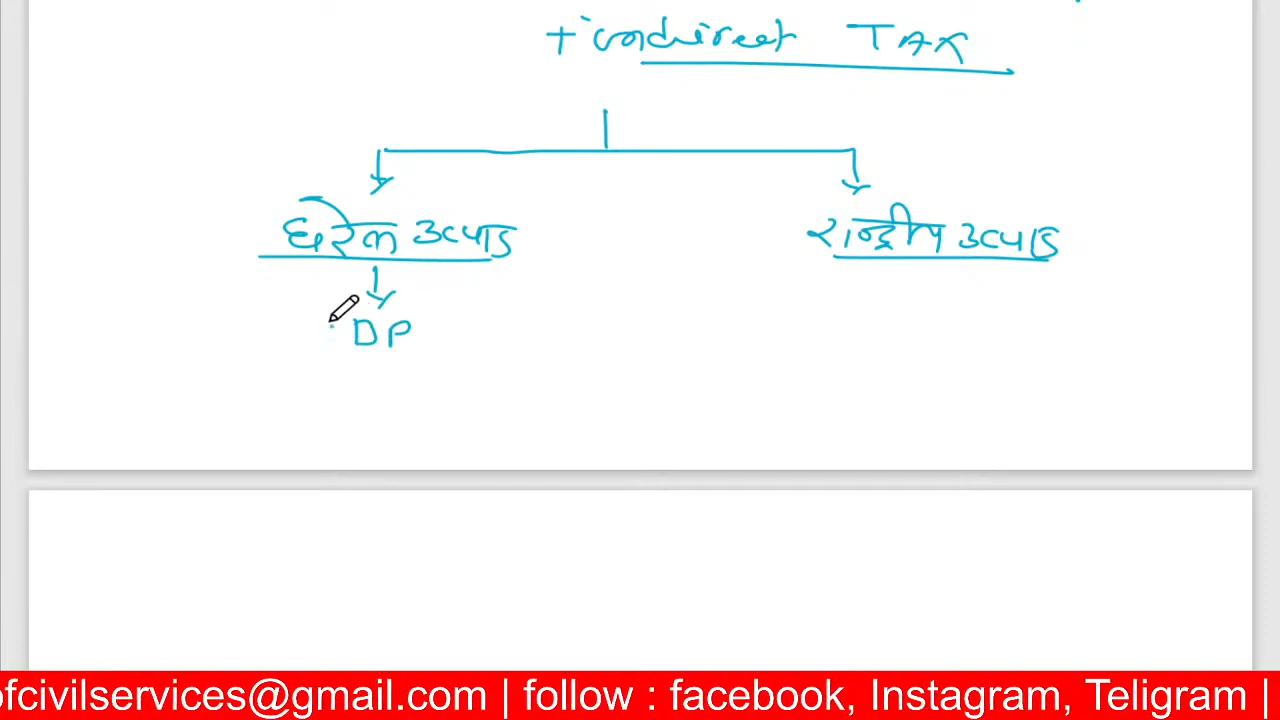 + indirect TAX
घरेलू उत्पाद राष्ट्रीय उत्पाद
DP
ofcivilservices@gmail.com | follow : facebook, Instagram, Teligram |